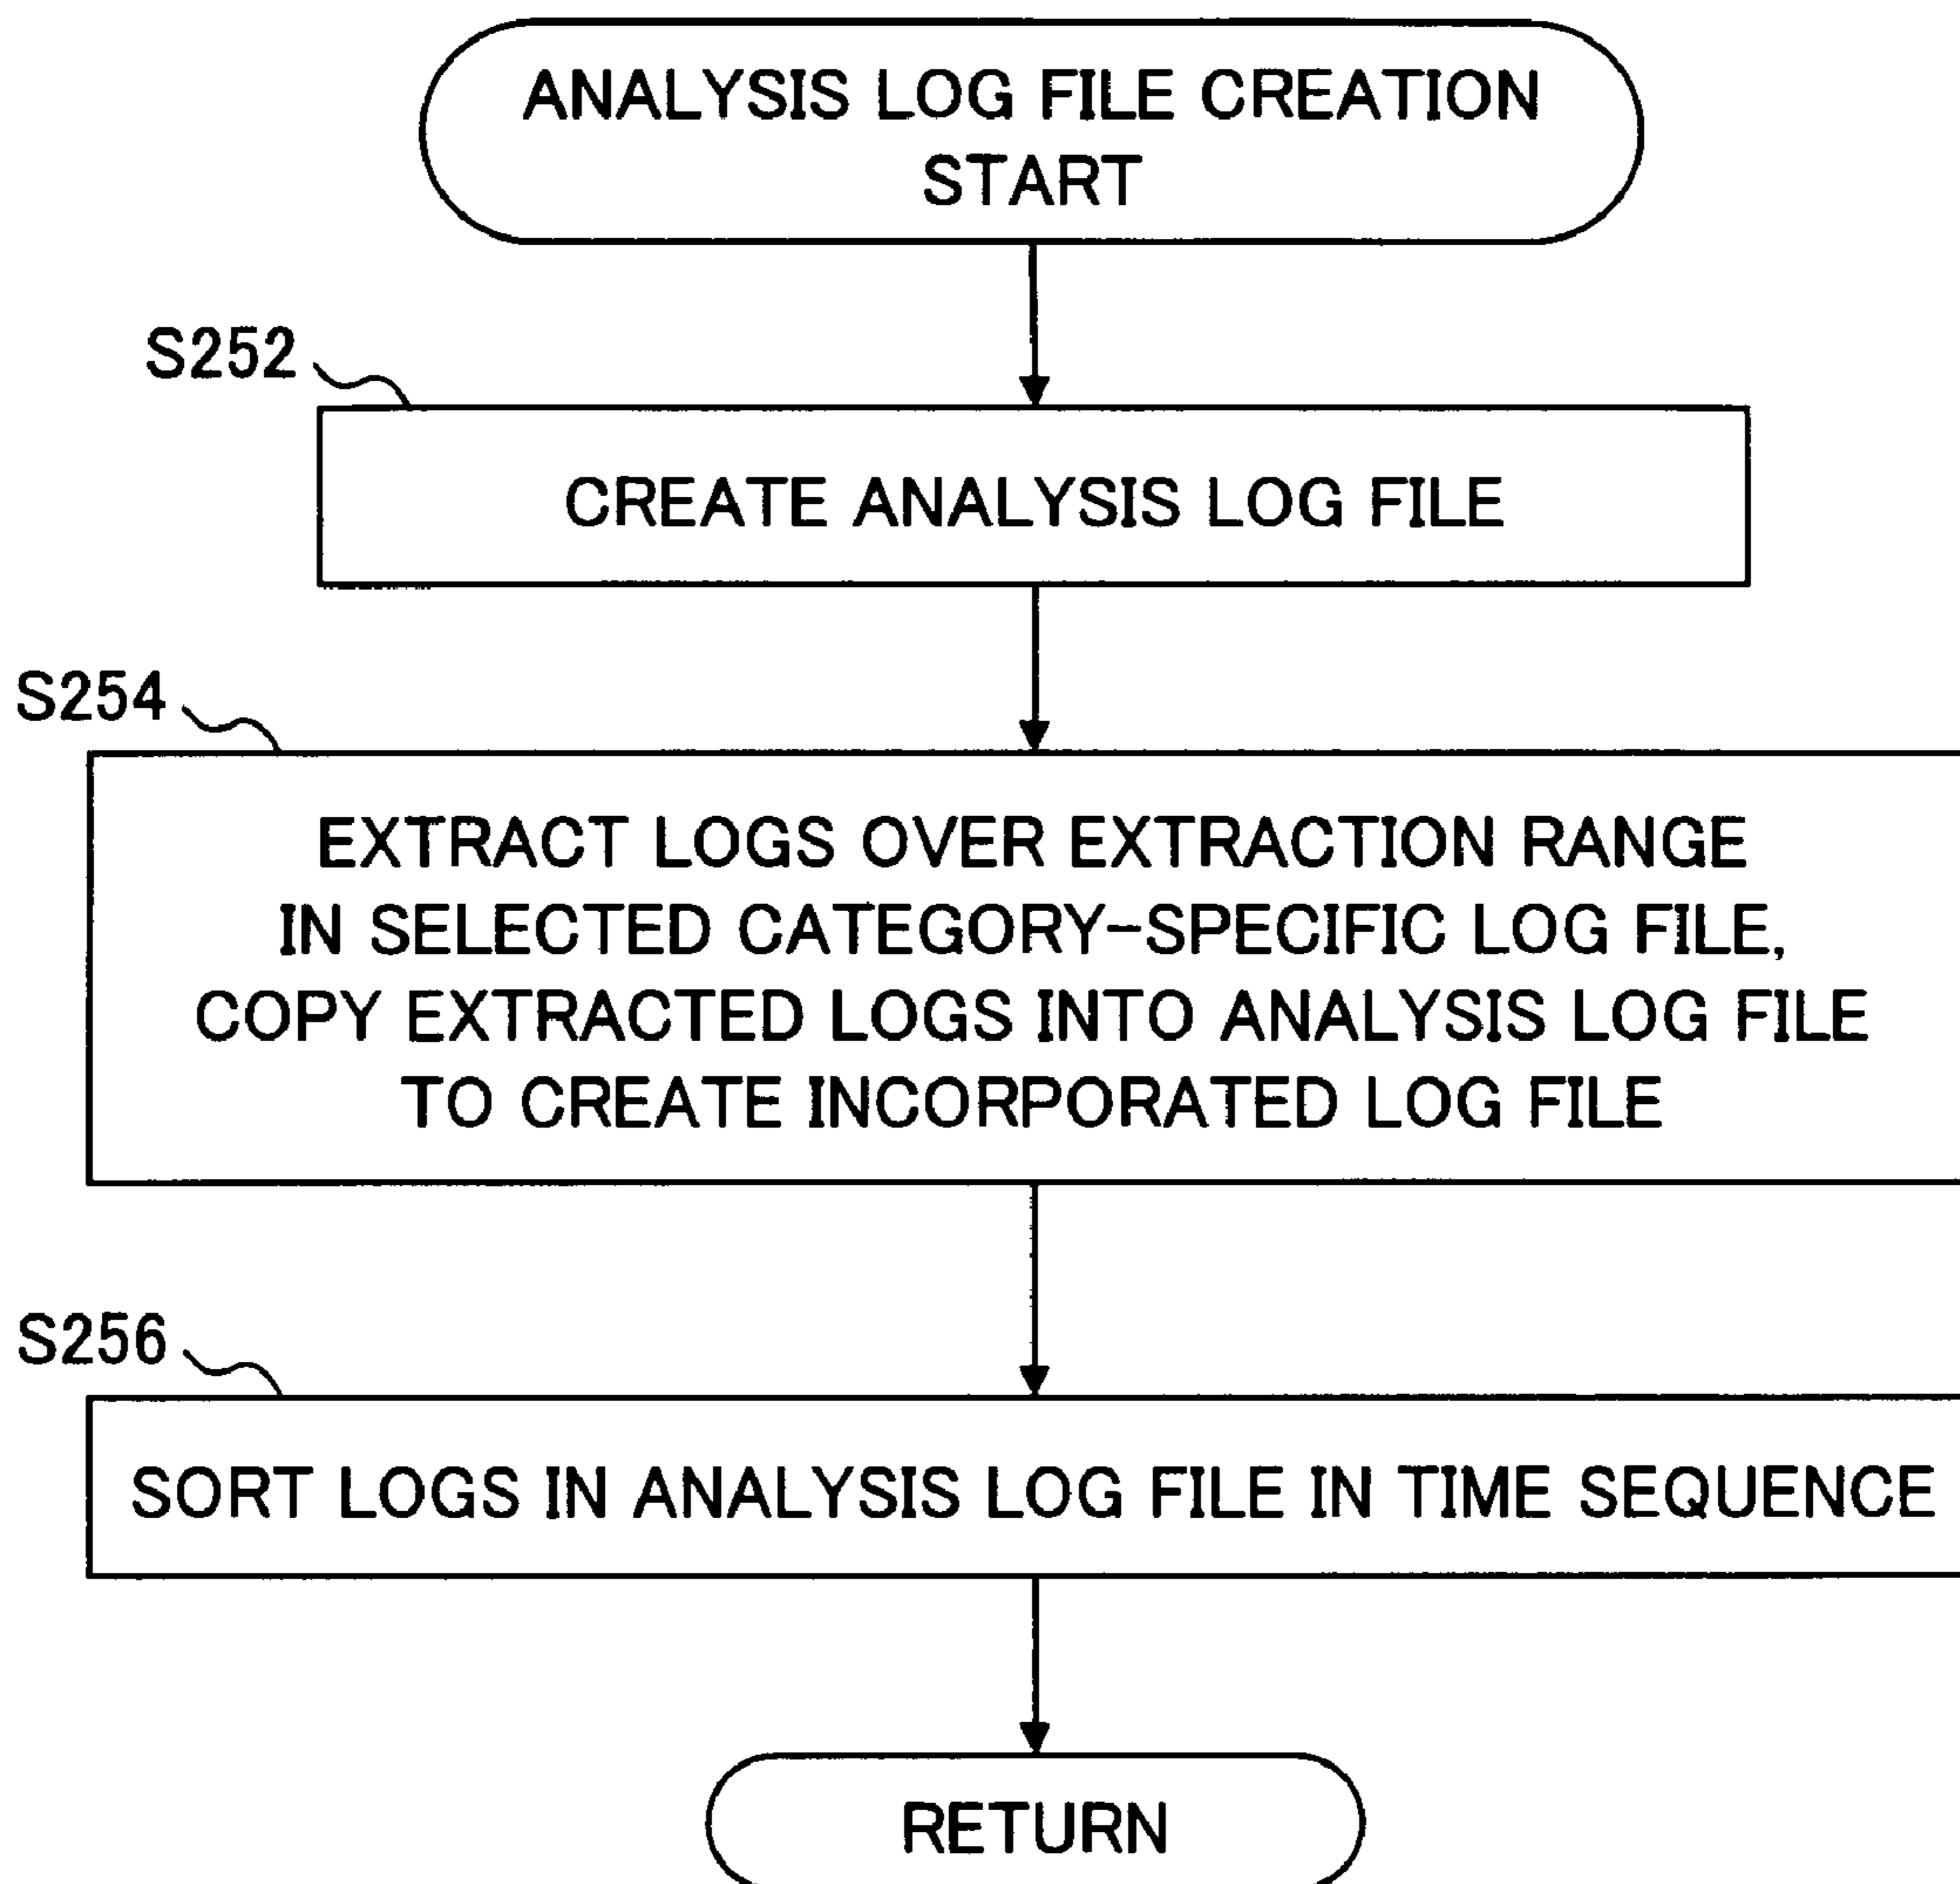 ANALYSIS LOG FILE CREATION
START
S252
CREATE ANALYSIS LOG FILE
S254
EXTRACT LOGS OVER EXTRACTION RANGE
IN SELECTED CATEGORY-SPECIFIC LOG FILE,
COPY EXTRACTED LOGS INTO ANALYSIS LOG FILE
TO CREATE INCORPORATED LOG FILE
S256
SORT LOGS IN ANALYSIS LOG FILE IN TIME SEQUENCE
RETURN